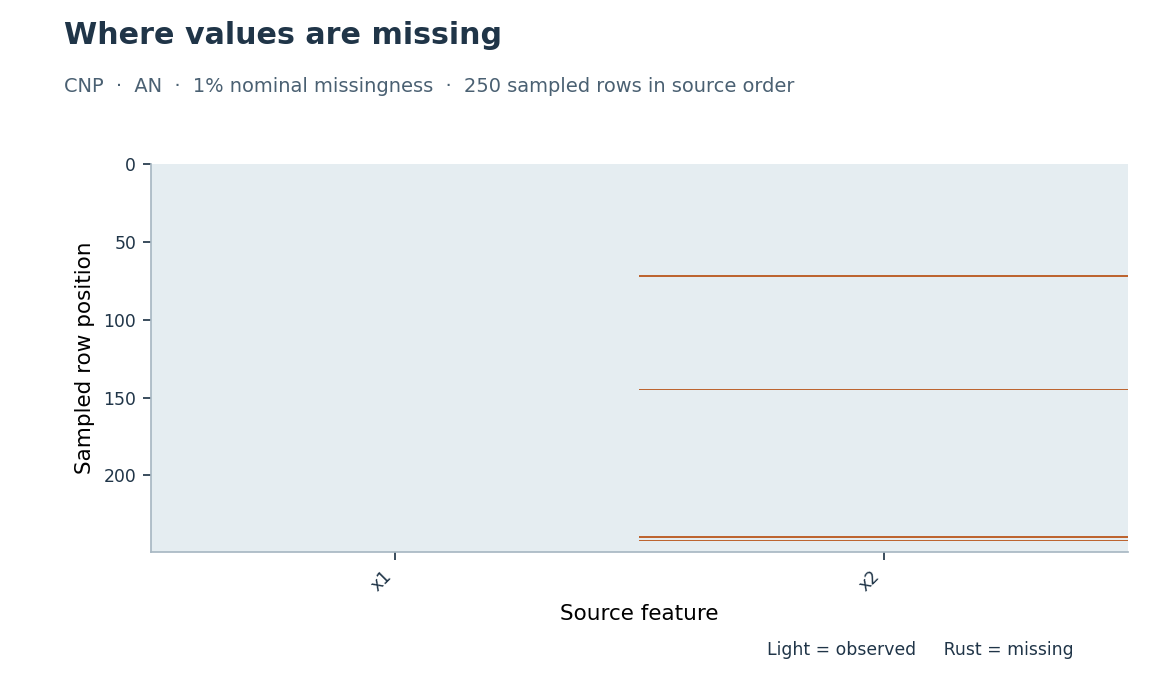 Where values are missing
CNP · AN · 1% nominal missingness · 250 sampled rows in source order
0
50
100
150
200
Sampled row position
x1
x2
Source feature
Light = observed Rust = missing